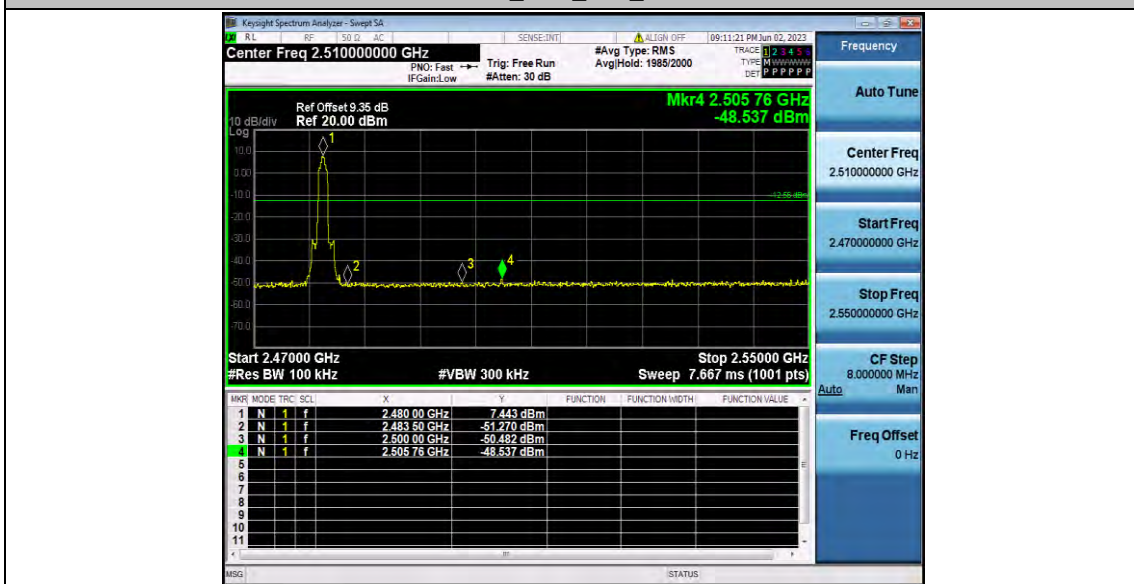 Keysight Spectrum Analyzer - Swept SA
LXI RL RF 50 Ω AC SENSE:INT ALIGN OFF 09:11:21 PM Jun 02, 2023
Center Freq 2.510000000 GHz
PNO: Fast
IFGain:Low
Trig: Free Run
#Atten: 30 dB
#Avg Type: RMS
Avg|Hold: 1985/2000
TRACE 1 2 3 4 5 6
TYPE M
DET P P P P P P
Ref Offset 9.35 dB
10 dB/div Ref 20.00 dBm
Mkr4 2.505 76 GHz
-48.537 dBm
Log
10.0
0.00
-10.0
-20.0
-30.0
-40.0
-50.0
-60.0
-70.0
1
2
3
4
-12.56 dBm
Start 2.47000 GHz Stop 2.55000 GHz
#Res BW 100 kHz #VBW 300 kHz Sweep 7.667 ms (1001 pts)
MKR MODE TRC SCL X Y FUNCTION FUNCTION WIDTH FUNCTION VALUE
1 N 1 f 2.480 00 GHz 7.443 dBm
2 N 1 f 2.483 50 GHz -51.270 dBm
3 N 1 f 2.500 00 GHz -50.482 dBm
4 N 1 f 2.505 76 GHz -48.537 dBm
5
6
7
8
9
10
11
MSG STATUS
Frequency
Auto Tune
Center Freq
2.510000000 GHz
Start Freq
2.470000000 GHz
Stop Freq
2.550000000 GHz
CF Step
8.000000 MHz
Auto Man
Freq Offset
0 Hz